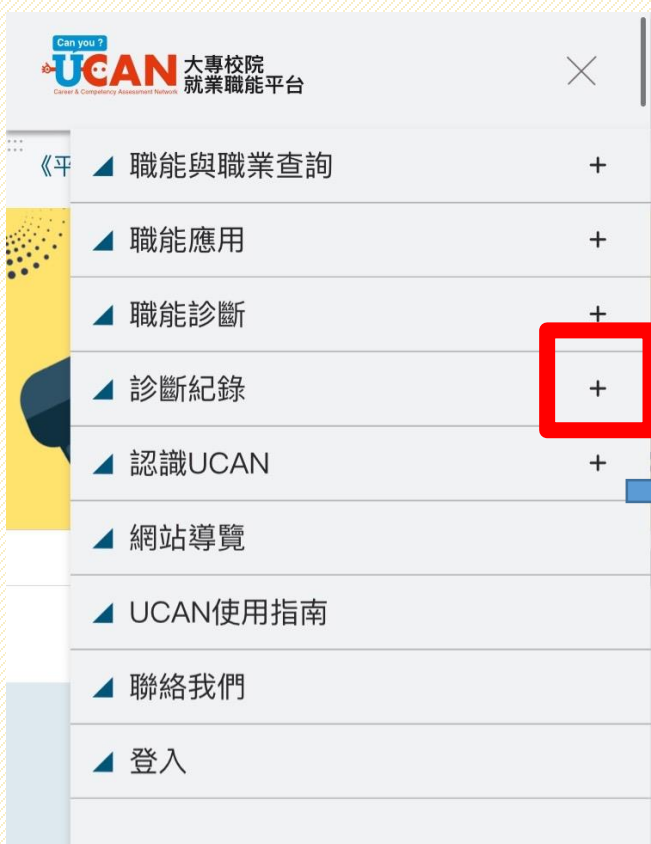 Can you ?
UCAN
Career & Competency Assessment Network
大專校院
就業職能平台
《平
職能與職業查詢
職能應用
職能診斷
診斷紀錄
認識UCAN
網站導覽
UCAN使用指南
聯絡我們
登入